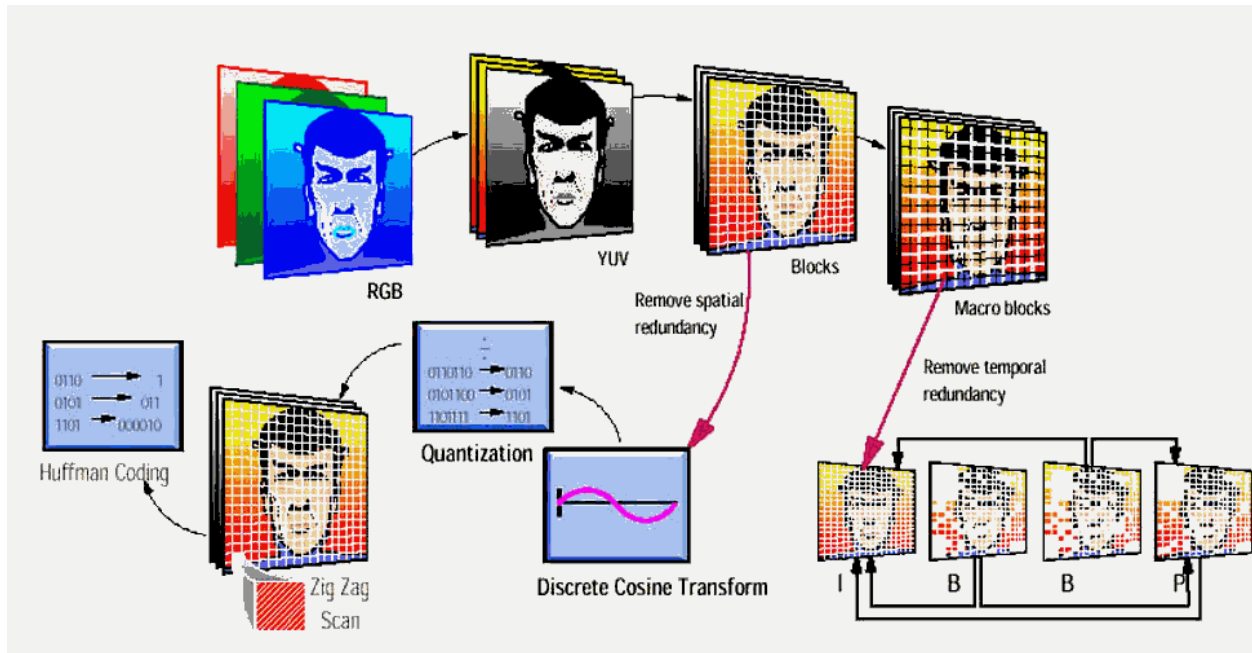 RGB
YUV
Blocks
Macro blocks
Remove spatial
redundancy
Remove temporal
redundancy
0110 1
0101 011
1101 000010
Huffman Coding
0110110 0110
0101100 0101
1101111 1101
Quantization
Discrete Cosine Transform
Zig Zag
Scan
I B B P